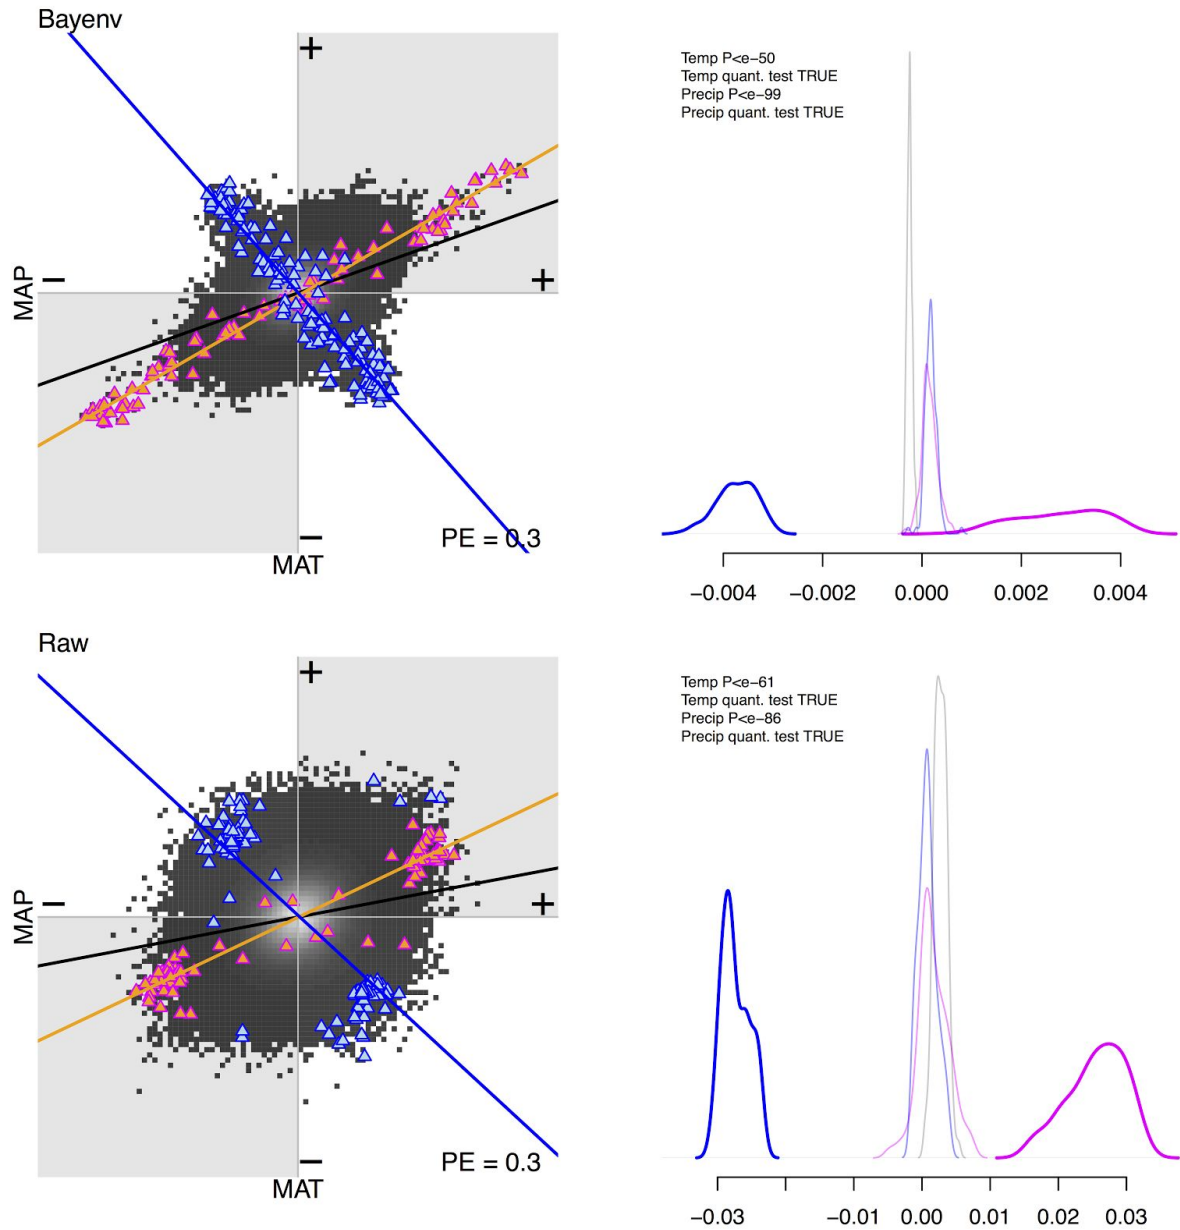 Bayenv
+
MAP
−
+
−
PE = 0.3
MAT
Temp P<e−50
Temp quant. test TRUE
Precip P<e−99
Precip quant. test TRUE
−0.004 −0.002 0.000 0.002 0.004
Raw
+
MAP
−
+
−
PE = 0.3
MAT
Temp P<e−61
Temp quant. test TRUE
Precip P<e−86
Precip quant. test TRUE
−0.03 −0.01 0.00 0.01 0.02 0.03